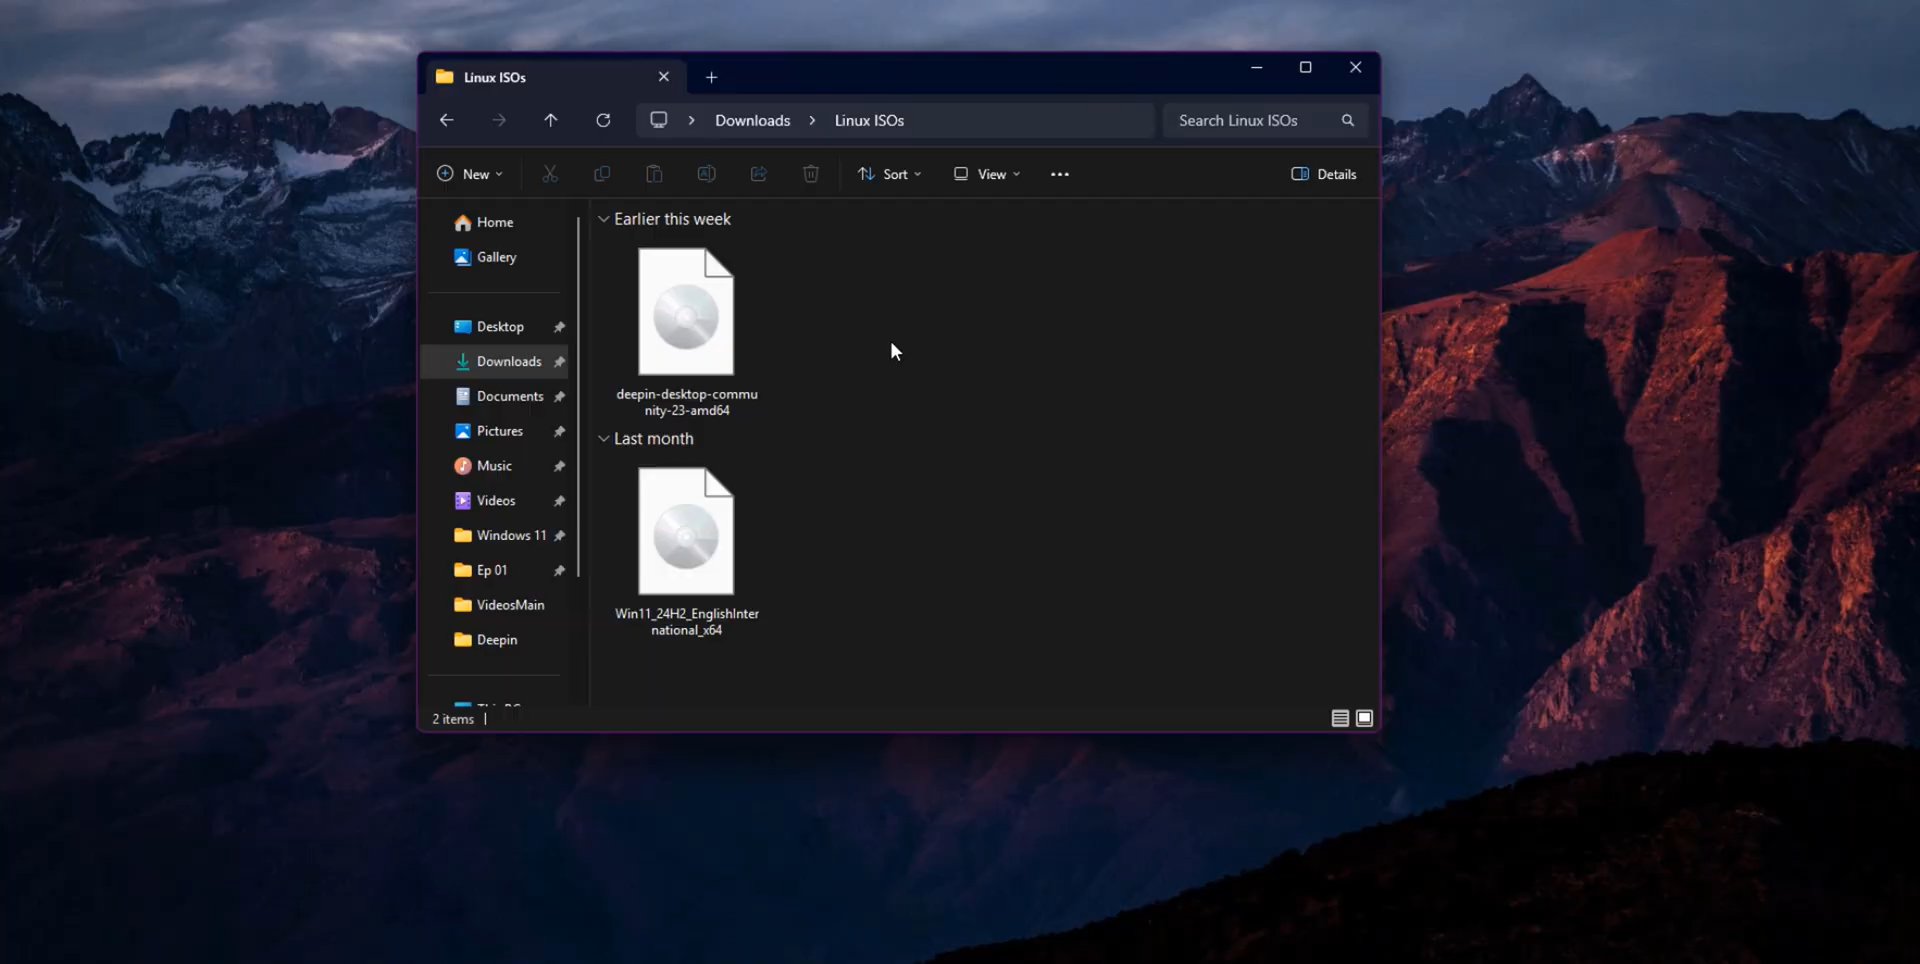 Linux ISOs
Downloads
Linux ISOs
Search Linux ISOs
New
Sort
View
Details
Home
Gallery
Desktop
Downloads
Documents
Pictures
Music
Videos
Windows 11
Ep 01
VideosMain
Deepin
Earlier this week
deepin-desktop-commu
nity-23-amd64
Last month
Win11_24H2_EnglishInter
national_x64
2 items